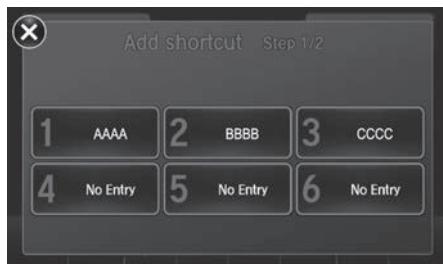 Add shortcut Step 1/2
1 AAAA 2 BBBB 3 CCCC
4 No Entry 5 No Entry 6 No Entry